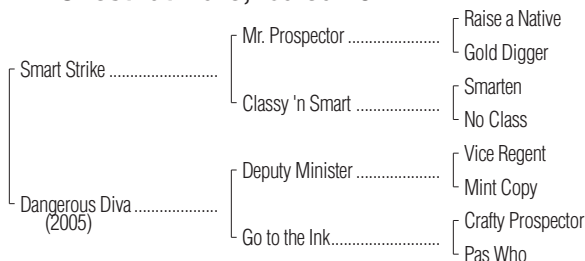 Mr. Prospector ....................
Raise a Native
Gold Digger
Smart Strike .........................
Classy 'n Smart ....................
Smarten
No Class
Deputy Minister ....................
Vice Regent
Mint Copy
Dangerous Diva ....................
(2005)
Go to the Ink.........................
Crafty Prospector
Pas Who